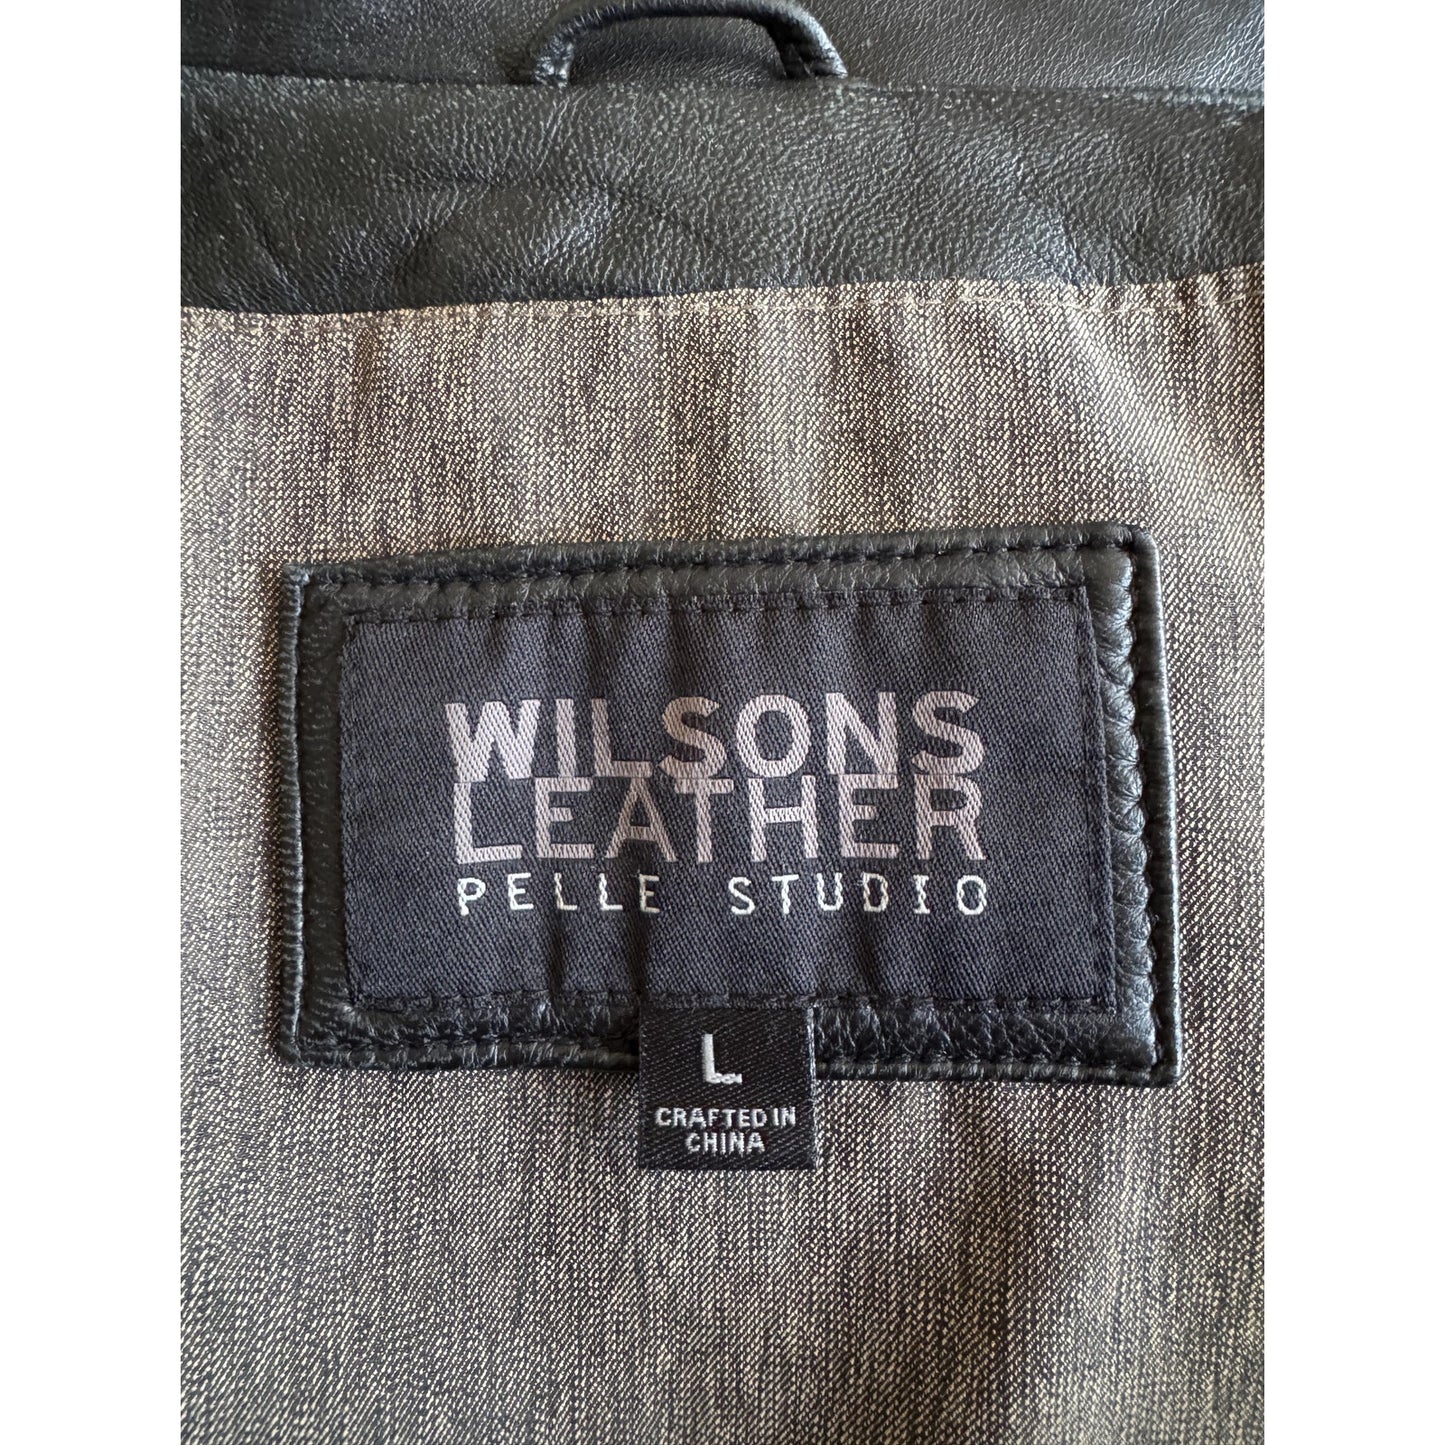 WILSONS
LEATHER
PELLE STUDIO
L
CRAFTED IN
CHINA